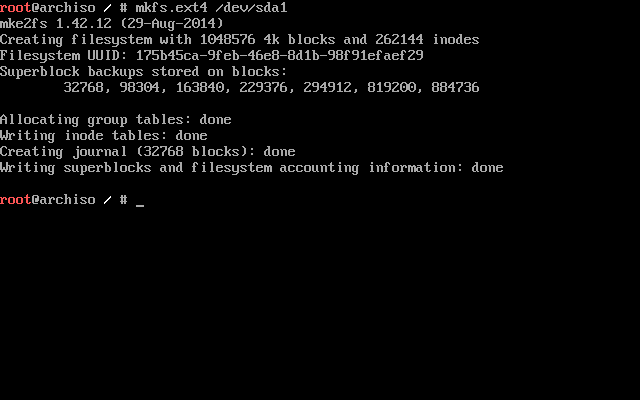 root@archiso / # mkfs.ext4 /dev/sda1
mke2fs 1.42.12 (29-Aug-2014)
Creating filesystem with 1048576 4k blocks and 262144 inodes
Filesystem UUID: 175b45ca-9feb-46e8-8d1b-98f91efaef29
Superblock backups stored on blocks:
        32768, 98304, 163840, 229376, 294912, 819200, 884736
Allocating group tables: done
Writing inode tables: done
Creating journal (32768 blocks): done
Writing superblocks and filesystem accounting information: done
root@archiso / # _